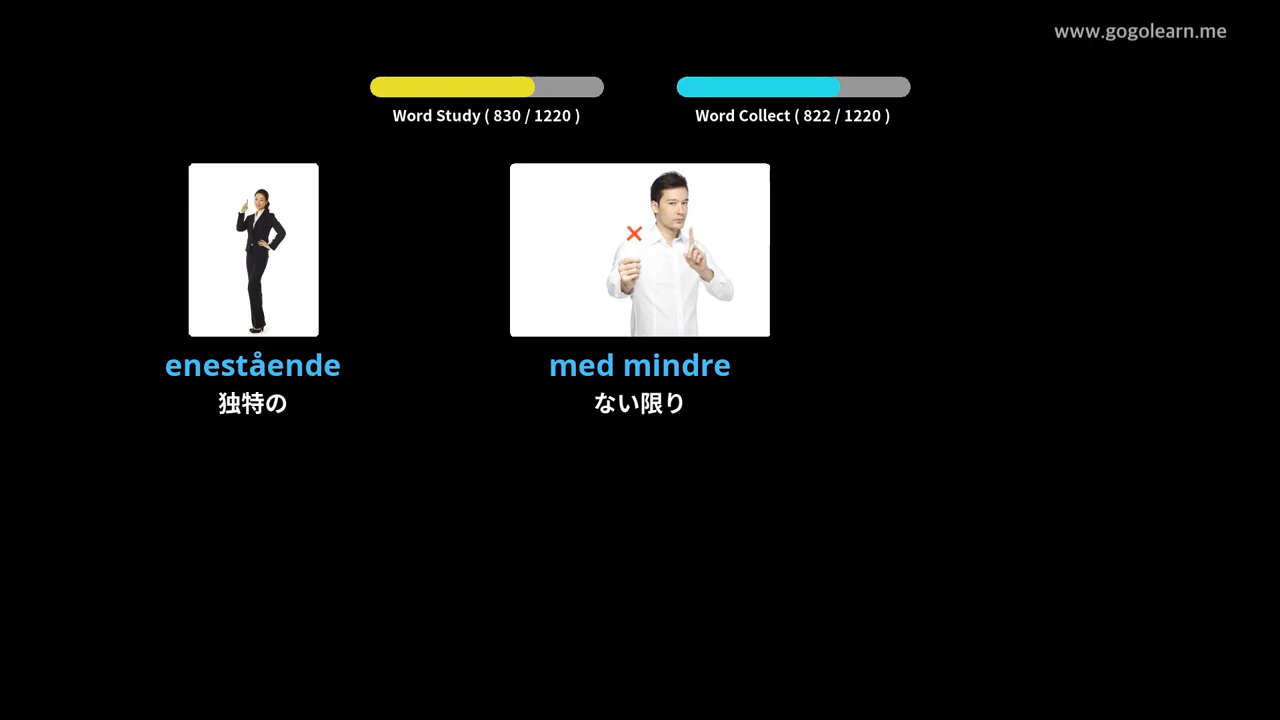 www.gogolearn.me
Word Study ( 830 / 1220 )
Word Collect ( 822 / 1220 )
enestående
独特の
med mindre
ない限り